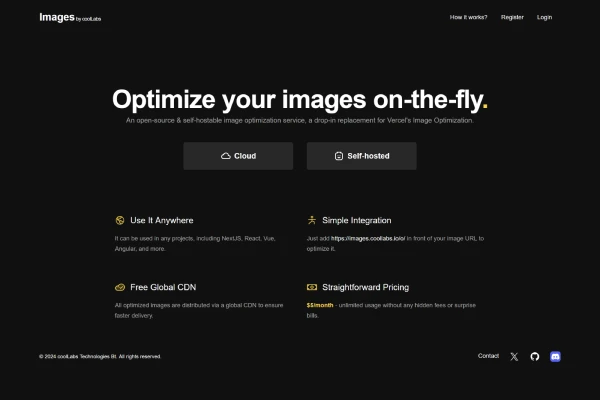 Images by coolLabs
How it works? Register Login
Optimize your images on-the-fly.
An open-source & self-hostable image optimization service, a drop-in replacement for Vercel's Image Optimization.
Cloud
Self-hosted
Use It Anywhere
It can be used in any projects, including NextJS, React, Vue,
Angular, and more.
Simple Integration
Just add https://images.coollabs.io/o/ in front of your image URL to
optimize it.
Free Global CDN
All optimized images are distributed via a global CDN to ensure
faster delivery.
Straightforward Pricing
$5/month - unlimited usage without any hidden fees or surprise
bills.
© 2024 coolLabs Technologies Bt. All rights reserved.
Contact